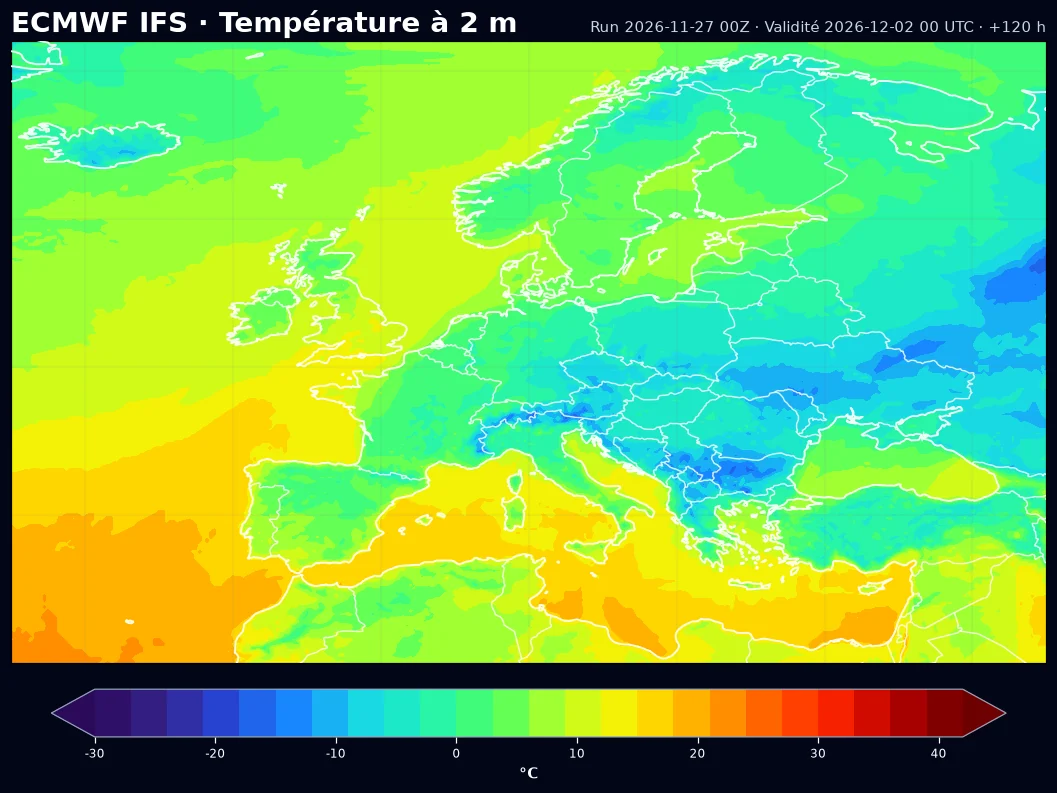 ECMWF IFS · Température à 2 m
Run 2026-11-27 00Z · Validité 2026-12-02 00 UTC · +120 h
-30 -20 -10 0 10 20 30 40
°C